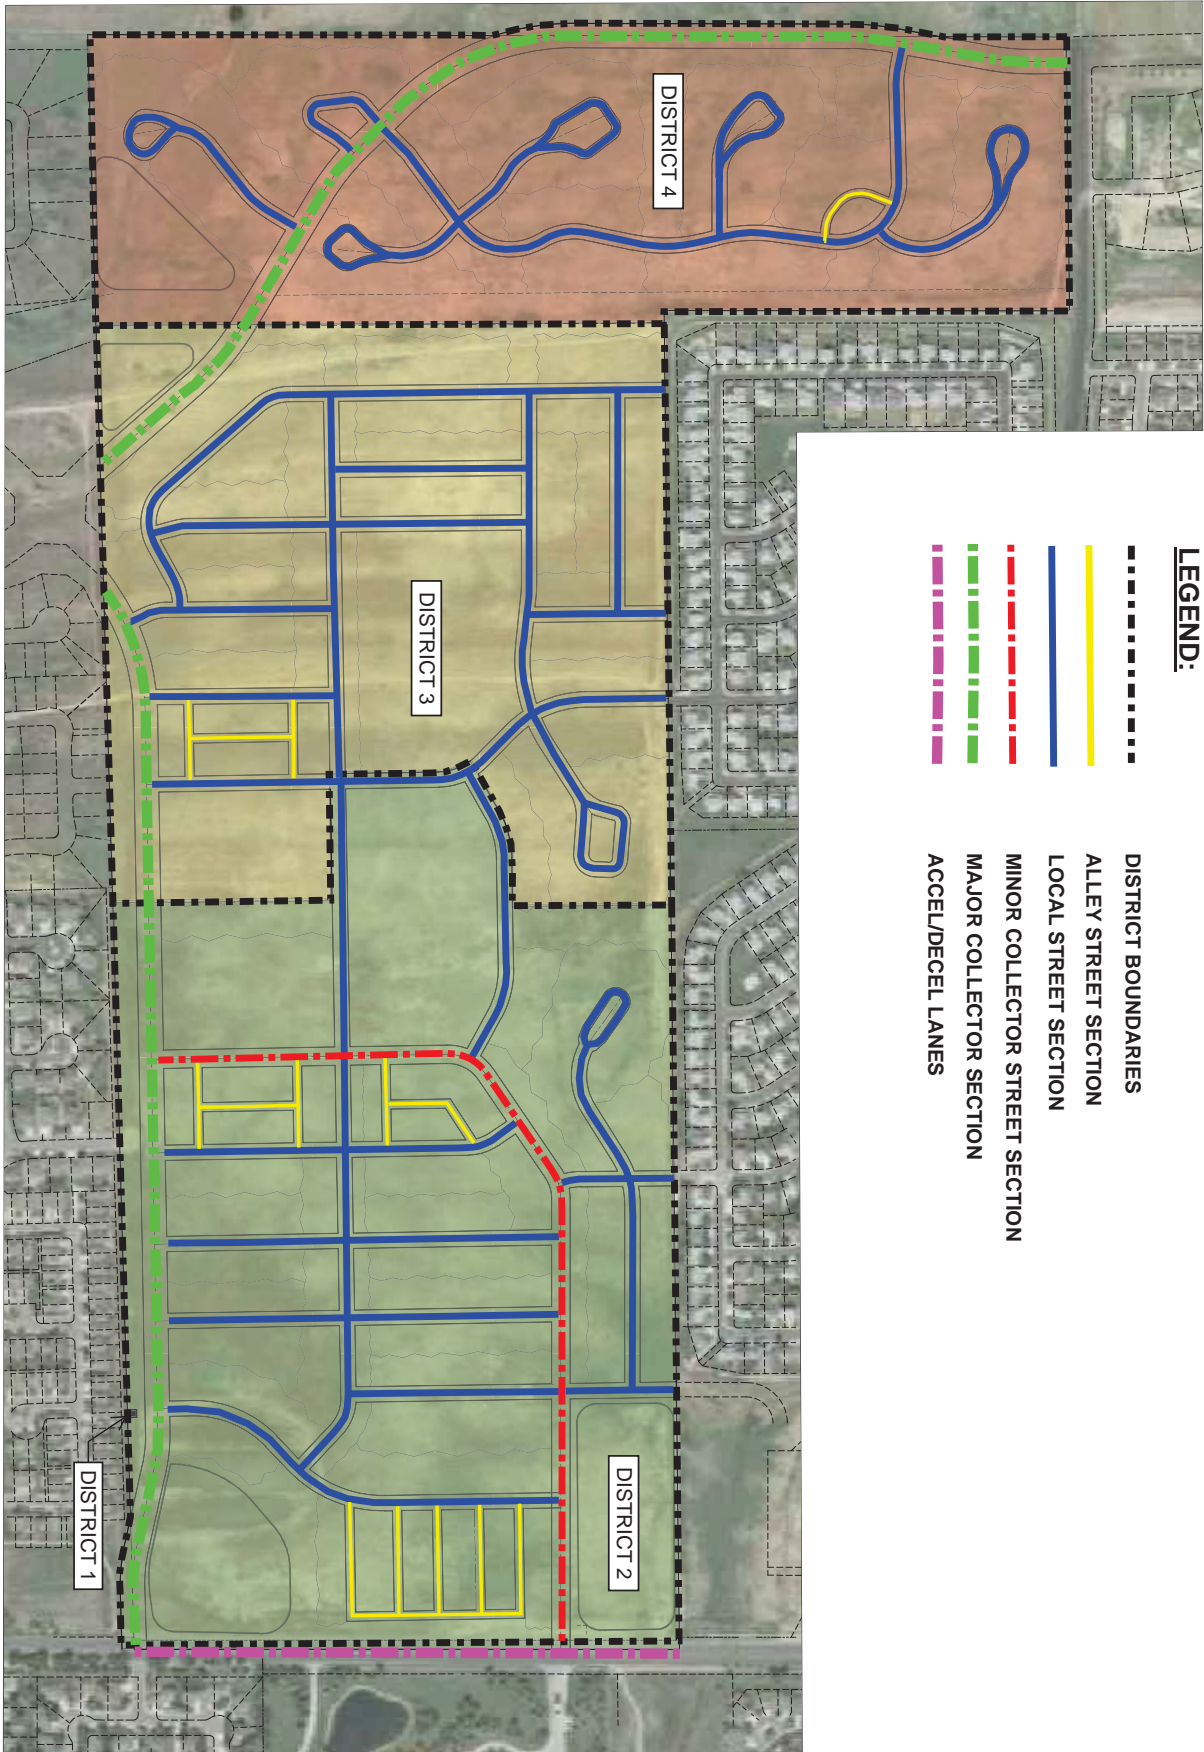 LEGEND:
DISTRICT BOUNDARIES
ALLEY STREET SECTION
LOCAL STREET SECTION
MINOR COLLECTOR STREET SECTION
MAJOR COLLECTOR SECTION
ACCEL/DECEL LANES
DISTRICT 4
DISTRICT 3
DISTRICT 2
DISTRICT 1